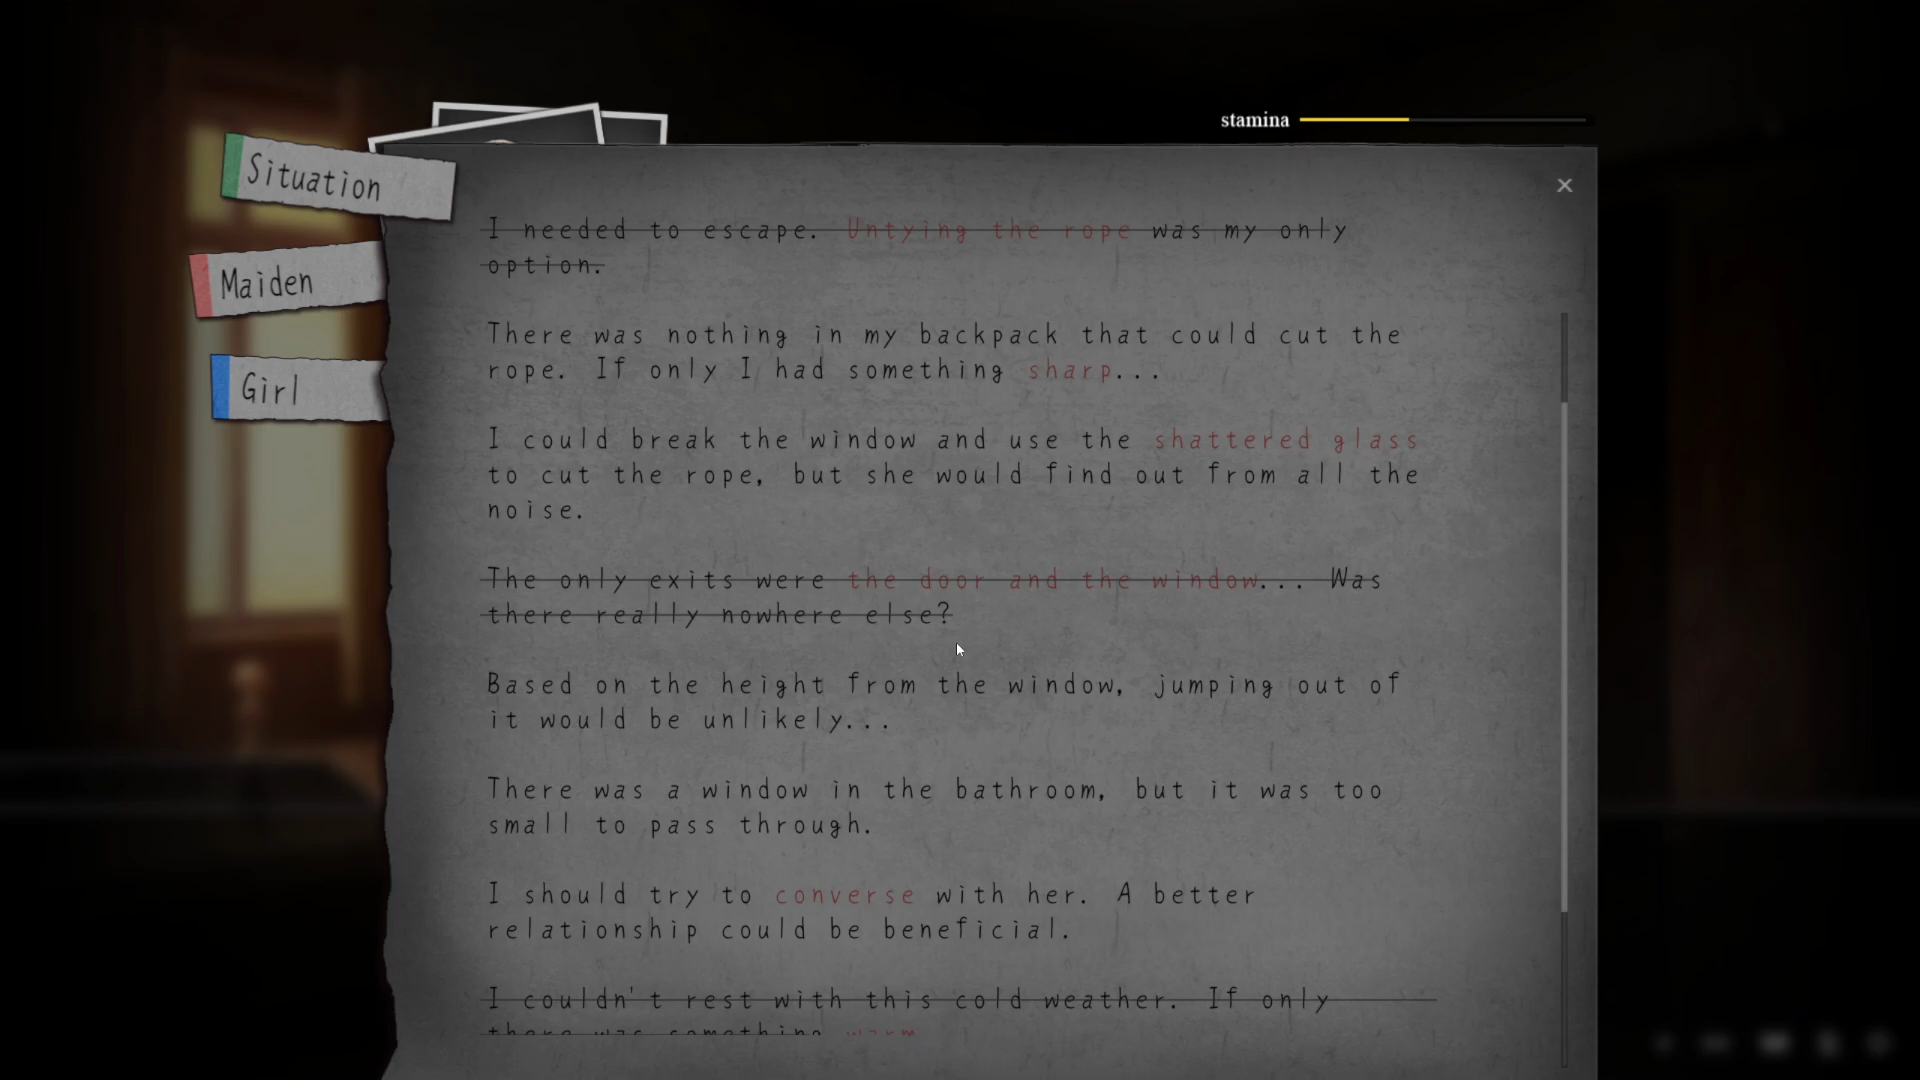 stamina
Situation
Maiden
Girl
I needed to escape. Untying the rope was my only
option.
There was nothing in my backpack that could cut the
rope. If only I had something sharp...
I could break the window and use the shattered glass
to cut the rope, but she would find out from all the
noise.
The only exits were the door and the window... Was
there really nowhere else?
Based on the height from the window, jumping out of
it would be unlikely...
There was a window in the bathroom, but it was too
small to pass through.
I should try to converse with her. A better
relationship could be beneficial.
I couldn't rest with this cold weather. If only
there was something warm